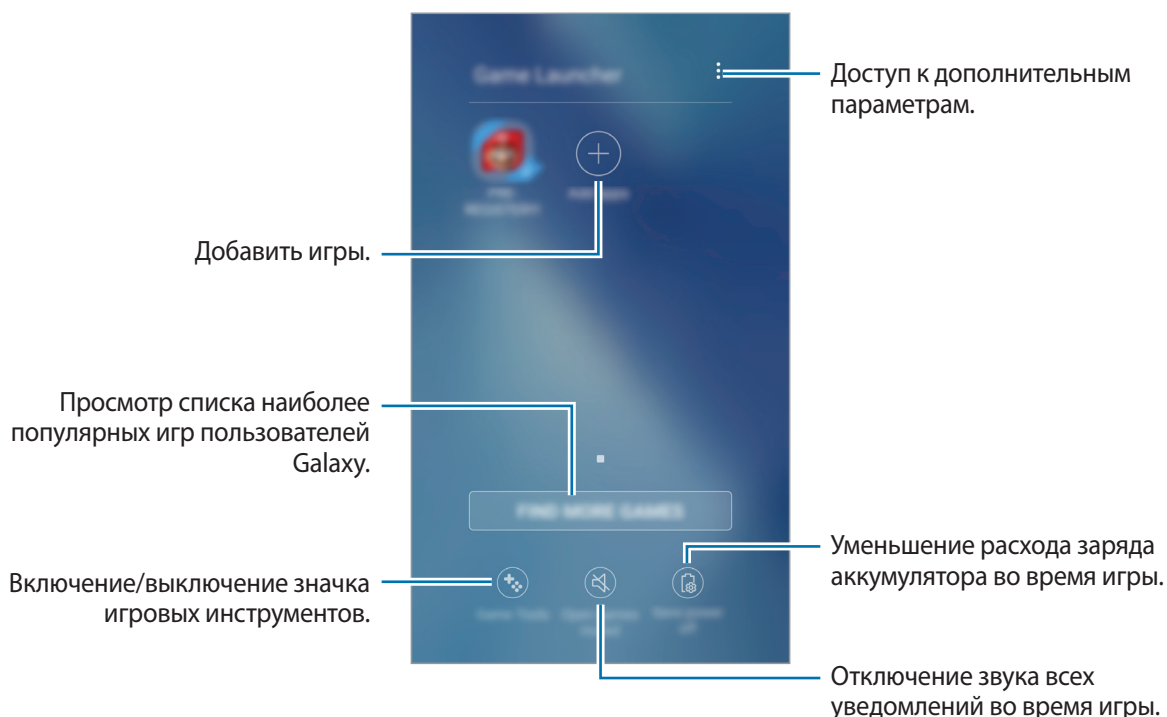 Game Launcher
Доступ к дополнительным
параметрам.
Добавить игры.
Просмотр списка наиболее
популярных игр пользователей
Galaxy.
FIND MORE GAMES
Уменьшение расхода заряда
аккумулятора во время игры.
Включение/выключение значка
игровых инструментов.
Game Tools
Отключение звука всех
уведомлений во время игры.